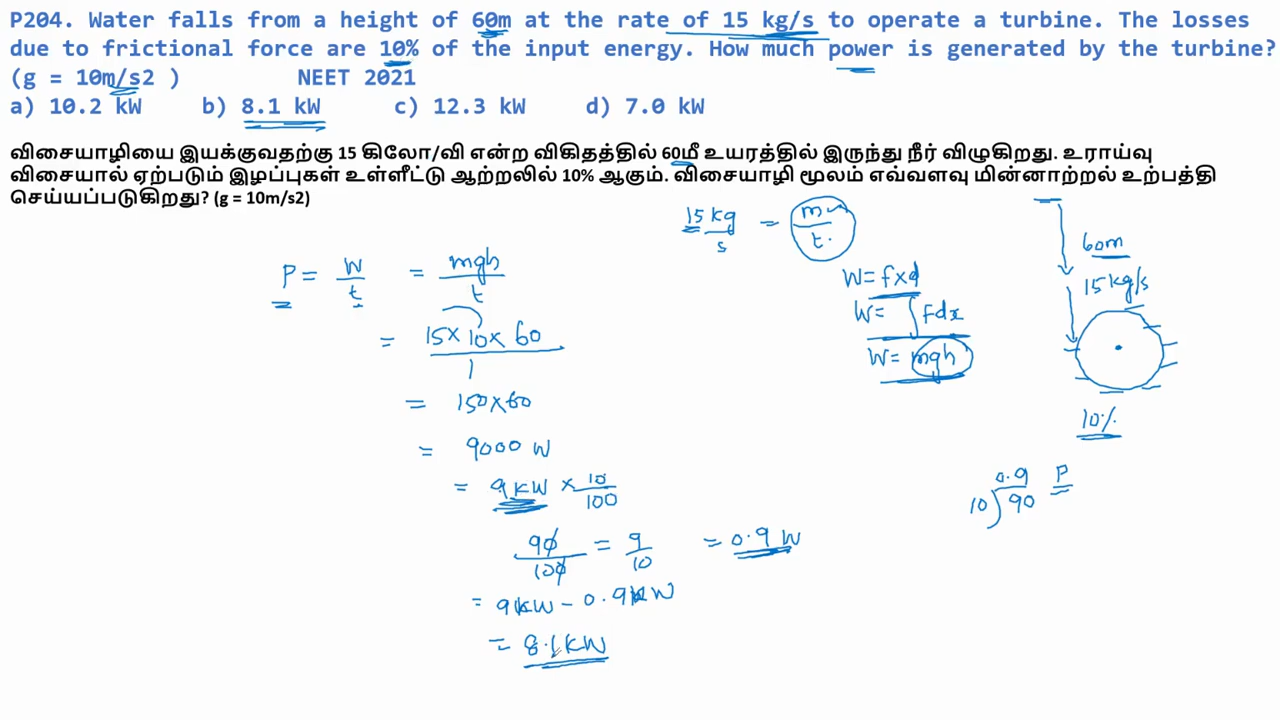 P204. Water falls from a height of 60m at the rate of 15 kg/s to operate a turbine. The losses
due to frictional force are 10% of the input energy. How much power is generated by the turbine?
(g = 10m/s2 ) NEET 2021
a) 10.2 kW b) 8.1 kW c) 12.3 kW d) 7.0 kW
விசையாழியை இயக்குவதற்கு 15 கிலோ/வி என்ற விகிதத்தில் 60மீ உயரத்தில் இருந்து நீர் விழுகிறது. உராய்வு
விசையால் ஏற்படும் இழப்புகள் உள்ளீட்டு ஆற்றலில் 10% ஆகும். விசையாழி மூலம் எவ்வளவு மின்னாற்றல் உற்பத்தி
செய்யப்படுகிறது? (g = 10m/s2)
15 kg/s = m/t.
60m
15 kg/s
10%
P = W/t = mgh/t
= 15 x 10 x 60 / 1
= 150 x 60
= 9000 W
= 9 KW x 10/100
90/100 = 9/10 = 0.9 W
= 9KW - 0.9KW
= 8.1KW
W = f x d
W = ∫ Fdx
W = mgh
0.9 P
10) 90